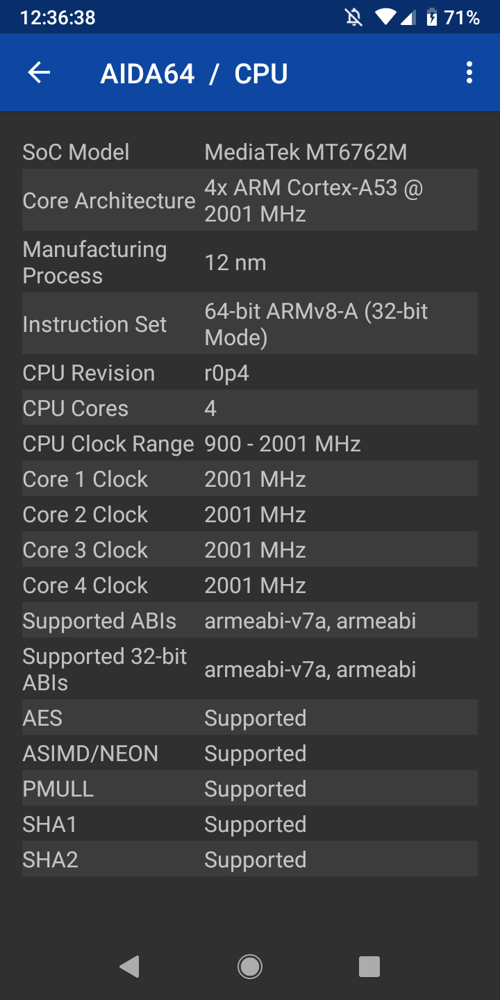 12:36:38 71%
AIDA64 / CPU
SoC Model MediaTek MT6762M
Core Architecture 4x ARM Cortex-A53 @
2001 MHz
Manufacturing
Process 12 nm
Instruction Set 64-bit ARMv8-A (32-bit
Mode)
CPU Revision r0p4
CPU Cores 4
CPU Clock Range 900 - 2001 MHz
Core 1 Clock 2001 MHz
Core 2 Clock 2001 MHz
Core 3 Clock 2001 MHz
Core 4 Clock 2001 MHz
Supported ABIs armeabi-v7a, armeabi
Supported 32-bit
ABIs armeabi-v7a, armeabi
AES Supported
ASIMD/NEON Supported
PMULL Supported
SHA1 Supported
SHA2 Supported